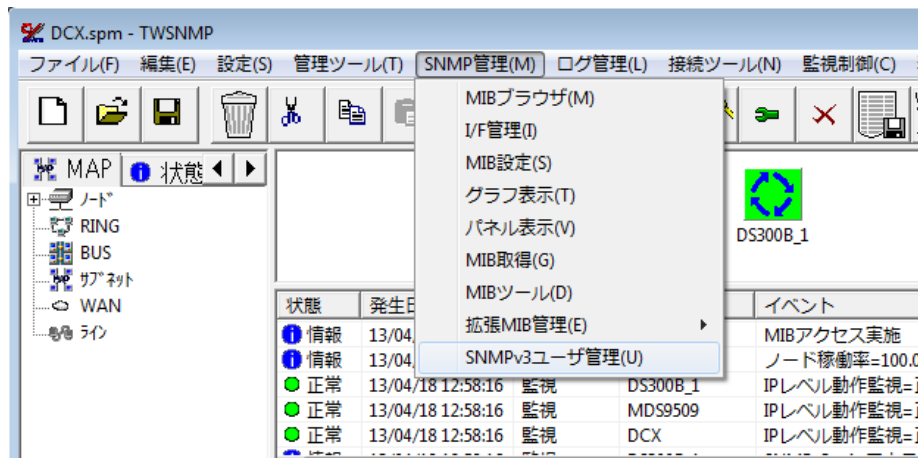 DCX.spm - TWSNMP
ファイル(F) 編集(E) 設定(S) 管理ツール(T) SNMP管理(M) ログ管理(L) 接続ツール(N) 監視制御(C)
MIBブラウザ(M)
I/F管理(I)
MIB設定(S)
グラフ表示(T)
パネル表示(V)
MIB取得(G)
MIBツール(D)
拡張MIB管理(E)
SNMPv3ユーザ管理(U)
MAP 状態
ノード
RING
BUS
サブネット
WAN
ライン
DS300B_1
状態 発生日 イベント
情報 13/04 MIBアクセス実施
情報 13/04 ノード稼働率=100.0
正常 13/04/18 12:58:16 監視 DS300B_1 IPレベル動作監視=正
正常 13/04/18 12:58:16 監視 MDS9509 IPレベル動作監視=正
正常 13/04/18 12:58:16 監視 DCX IPレベル動作監視=正